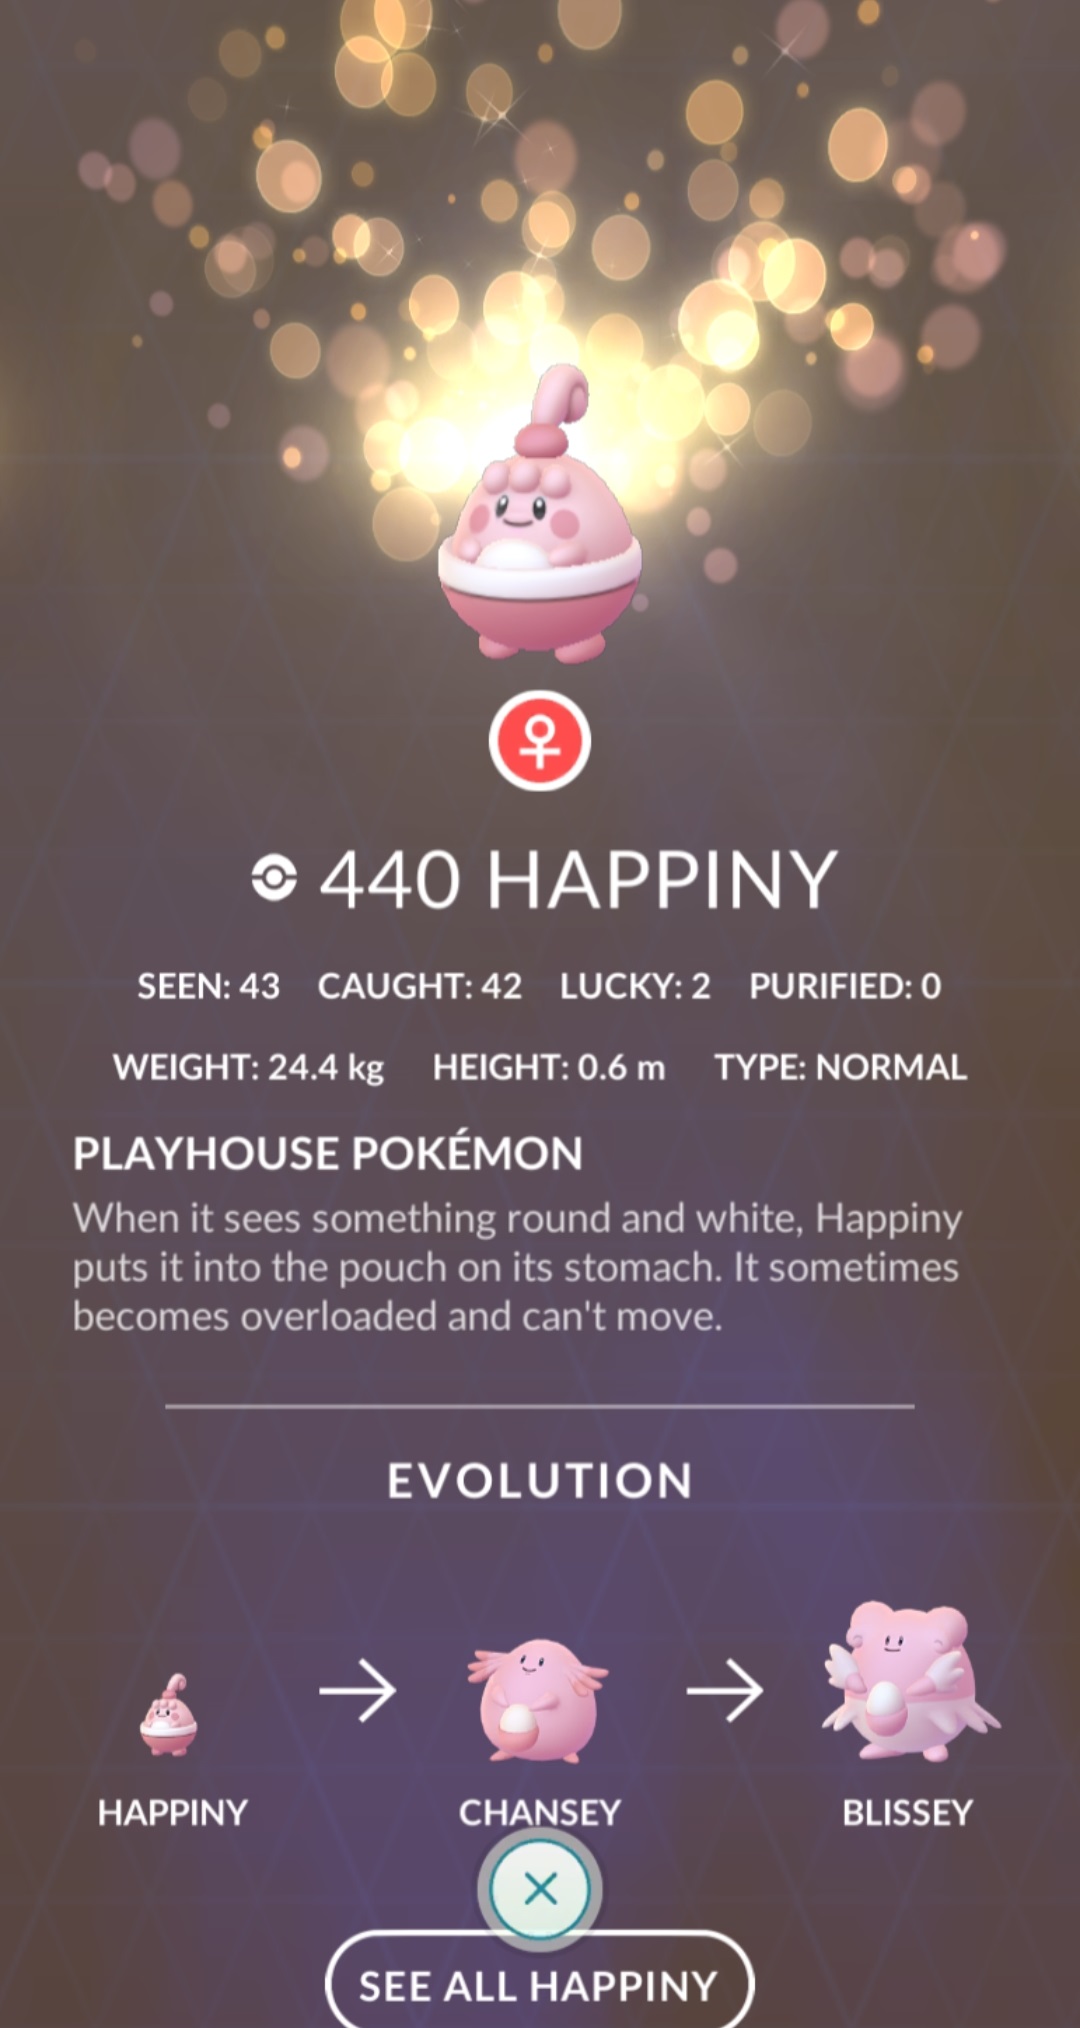 440 HAPPINY
SEEN: 43 CAUGHT: 42 LUCKY: 2 PURIFIED: 0
WEIGHT: 24.4 kg HEIGHT: 0.6 m TYPE: NORMAL
PLAYHOUSE POKÉMON
When it sees something round and white, Happiny
puts it into the pouch on its stomach. It sometimes
becomes overloaded and can't move.
EVOLUTION
HAPPINY CHANSEY BLISSEY
SEE ALL HAPPINY